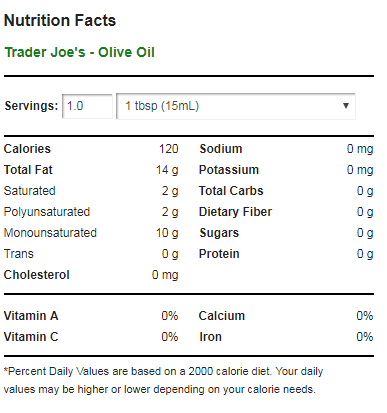 Nutrition Facts
Trader Joe's - Olive Oil
Servings: 1.0 1 tbsp (15mL)
Calories 120 Sodium 0 mg
Total Fat 14 g Potassium 0 mg
Saturated 2 g Total Carbs 0 g
Polyunsaturated 2 g Dietary Fiber 0 g
Monounsaturated 10 g Sugars 0 g
Trans 0 g Protein 0 g
Cholesterol 0 mg
Vitamin A 0% Calcium 0%
Vitamin C 0% Iron 0%
*Percent Daily Values are based on a 2000 calorie diet. Your daily
values may be higher or lower depending on your calorie needs.